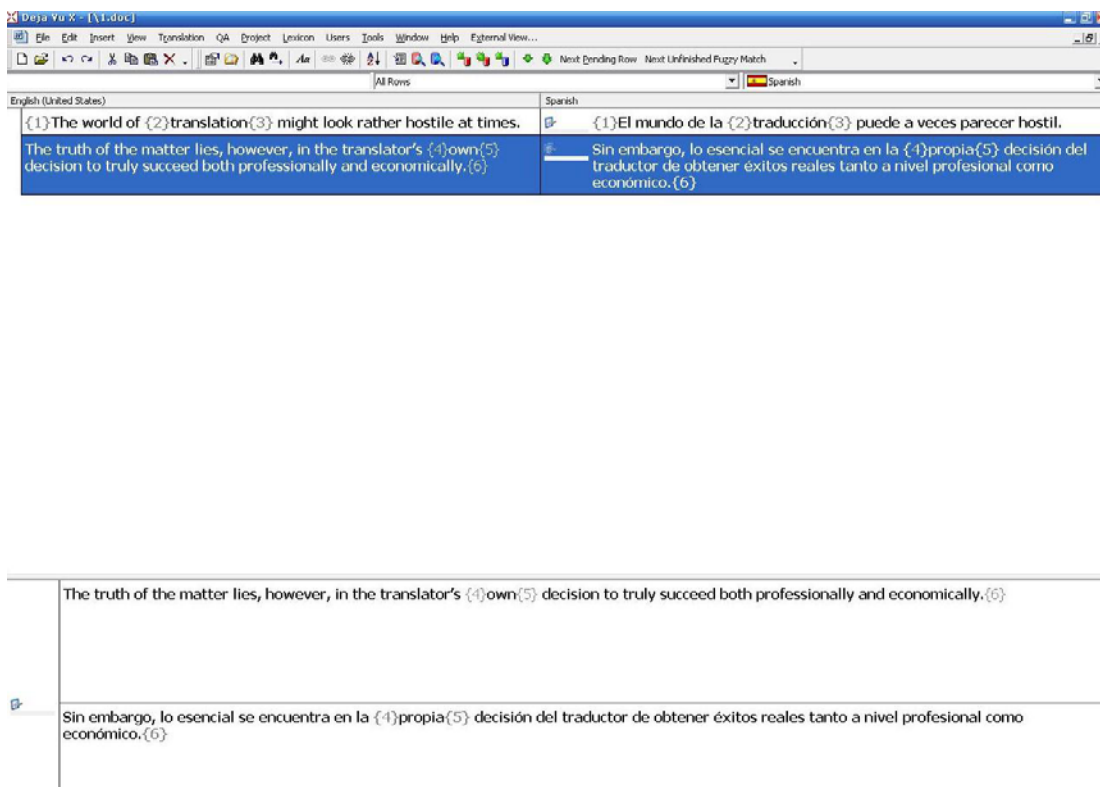 Deja Vu X - [\1.doc]
File Edit Insert View Translation QA Project Lexicon Users Tools Window Help External View...
Next Pending Row Next Unfinished Fuzzy Match
All Rows Spanish
English (United States) Spanish
{1}The world of {2}translation{3} might look rather hostile at times. {1}El mundo de la {2}traducción{3} puede a veces parecer hostil.
The truth of the matter lies, however, in the translator's {4}own{5} Sin embargo, lo esencial se encuentra en la {4}propia{5} decisión del
decision to truly succeed both professionally and economically.{6} traductor de obtener éxitos reales tanto a nivel profesional como
económico.{6}
The truth of the matter lies, however, in the translator's {4}own{5} decision to truly succeed both professionally and economically.{6}
Sin embargo, lo esencial se encuentra en la {4}propia{5} decisión del traductor de obtener éxitos reales tanto a nivel profesional como
económico.{6}